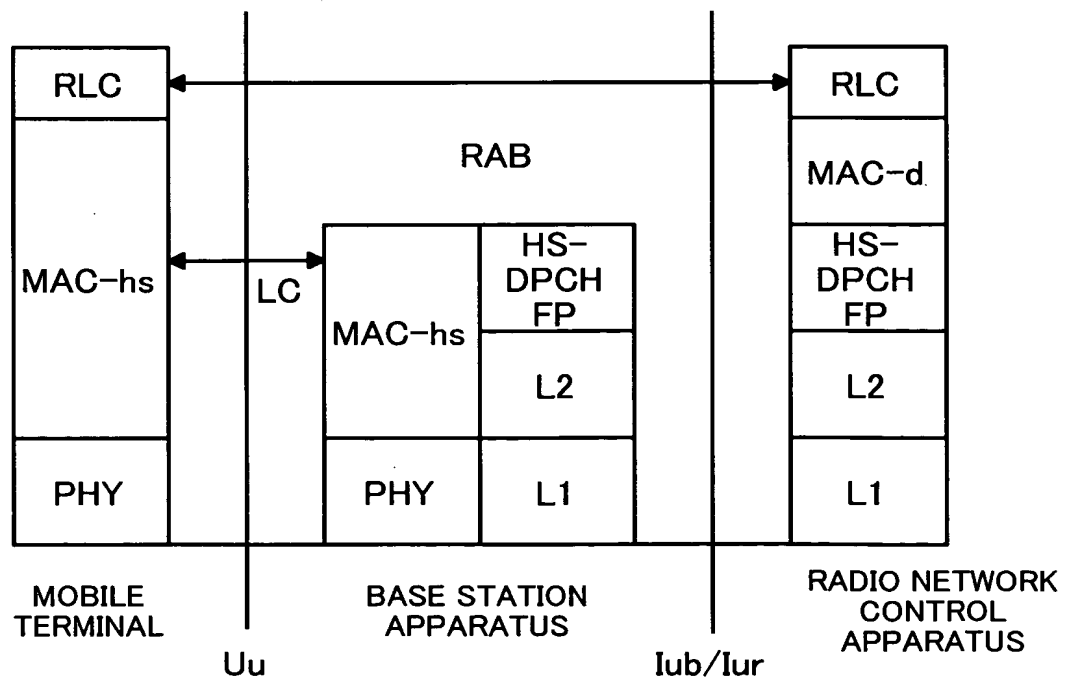 RLC
MAC-hs
PHY
RAB
LC
MAC-hs
PHY
HS-
DPCH
FP
L2
L1
RLC
MAC-d
HS-
DPCH
FP
L2
L1
MOBILE
TERMINAL
Uu
BASE STATION
APPARATUS
Iub/Iur
RADIO NETWORK
CONTROL
APPARATUS